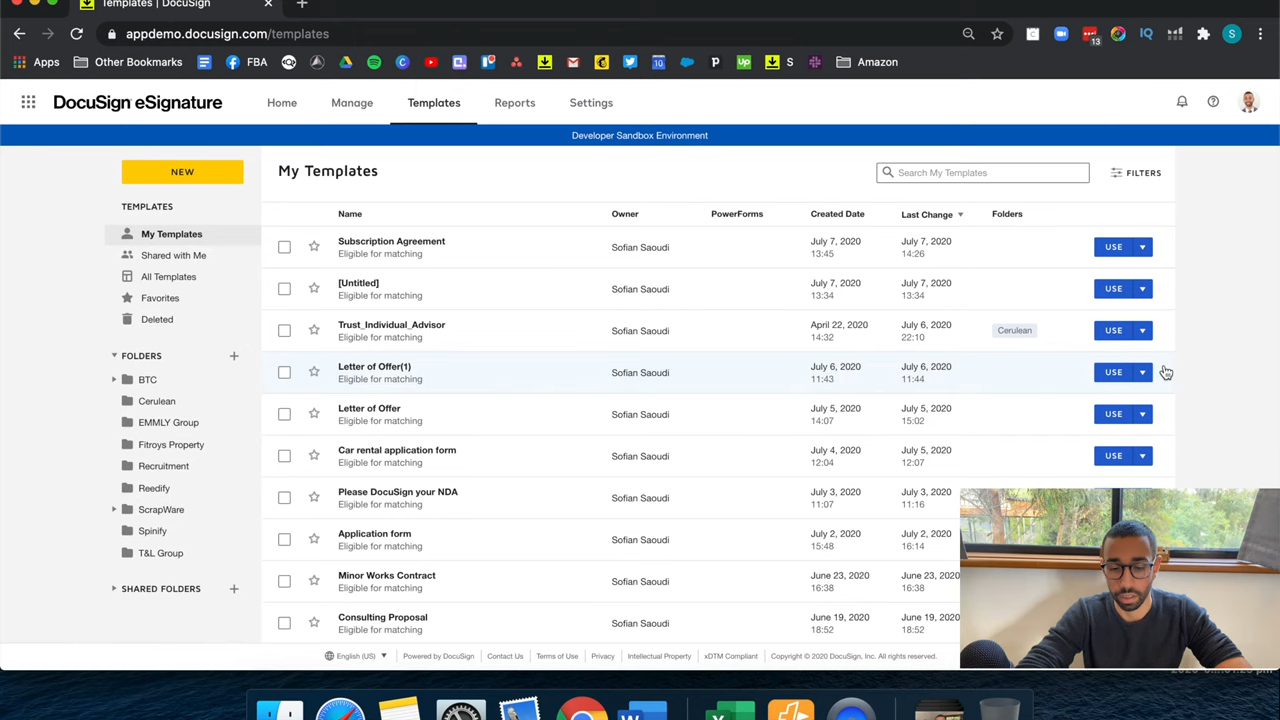 Templates | DocuSign
appdemo.docusign.com/templates
S
Apps
Other Bookmarks
FBA
13
IQ
10
S
Amazon
DocuSign eSignature
Home
Manage
Templates
Reports
Settings
Developer Sandbox Environment
NEW
My Templates
Search My Templates
FILTERS
TEMPLATES
My Templates
Shared with Me
All Templates
Favorites
Deleted
FOLDERS
BTC
Cerulean
EMMLY Group
Fitroys Property
Recruitment
Reedify
ScrapWare
Spinify
T&L Group
SHARED FOLDERS
Name Owner PowerForms Created Date Last Change Folders
Subscription Agreement Sofian Saoudi July 7, 2020 July 7, 2020 USE
Eligible for matching 13:45 14:26
[Untitled] Sofian Saoudi July 7, 2020 July 7, 2020 USE
Eligible for matching 13:34 13:34
Trust_Individual_Advisor Sofian Saoudi April 22, 2020 July 6, 2020 Cerulean USE
Eligible for matching 14:32 22:10
Letter of Offer(1) Sofian Saoudi July 6, 2020 July 6, 2020 USE
Eligible for matching 11:43 11:44
Letter of Offer Sofian Saoudi July 5, 2020 July 5, 2020 USE
Eligible for matching 14:07 15:02
Car rental application form Sofian Saoudi July 4, 2020 July 5, 2020 USE
Eligible for matching 12:04 12:07
Please DocuSign your NDA Sofian Saoudi July 3, 2020 July 3, 2020
Eligible for matching 11:07 11:16
Application form Sofian Saoudi July 2, 2020 July 2, 2020
Eligible for matching 15:48 16:14
Minor Works Contract Sofian Saoudi June 23, 2020 June 23, 2020
Eligible for matching 16:38 16:38
Consulting Proposal Sofian Saoudi June 19, 2020 June 19, 2020
Eligible for matching 18:52 18:52
English (US) Powered by DocuSign Contact Us Terms of Use Privacy Intellectual Property xDTM Compliant Copyright © 2020 DocuSign, Inc. All rights reserved.